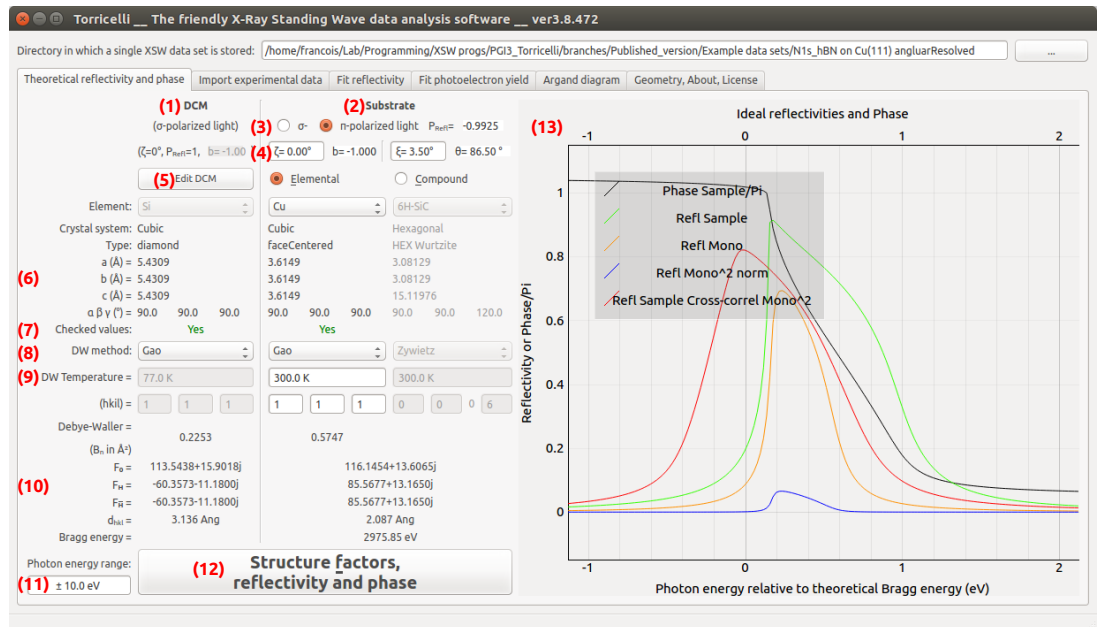 Torricelli __ The friendly X-Ray Standing Wave data analysis software __ ver3.8.472
Directory in which a single XSW data set is stored: /home/francois/Lab/Programming/XSW progs/PGI3_Torricelli/branches/Published_version/Example data sets/N1s_hBN on Cu(111) angluarResolved ...
Theoretical reflectivity and phase Import experimental data Fit reflectivity Fit photoelectron yield Argand diagram Geometry, About, License
(1) DCM (2) Substrate
(σ-polarized light) (3) σ- π-polarized light P_Refl= -0.9925
(ζ=0°, P_Refl=1, b= -1.00 (4) ζ= 0.00° b= -1.000 ξ= 3.50° θ= 86.50 °
(5) Edit DCM Elemental Compound
Element: Si Cu 6H-SiC
Crystal system: Cubic Cubic Hexagonal
Type: diamond faceCentered HEX Wurtzite
a (Å) = 5.4309 3.6149 3.08129
(6) b (Å) = 5.4309 3.6149 3.08129
c (Å) = 5.4309 3.6149 15.11976
α β γ (°) = 90.0 90.0 90.0 90.0 90.0 90.0 90.0 90.0 120.0
(7) Checked values: Yes Yes
(8) DW method: Gao Gao Zywietz
(9) DW Temperature = 77.0 K 300.0 K 300.0 K
(hkil) = 1 1 1 1 1 1 0 0 0 6
Debye-Waller =
0.2253 0.5747
(Bₙ in Å²)
F₀ = 113.5438+15.9018j 116.1454+13.6065j
(10) F_H = -60.3573-11.1800j 85.5677+13.1650j
F_H̄ = -60.3573-11.1800j 85.5677+13.1650j
d_hkl = 3.136 Ang 2.087 Ang
Bragg energy = 2975.85 eV
Photon energy range:
(11) ± 10.0 eV
(12) Structure factors,
reflectivity and phase
(13) Ideal reflectivities and Phase
-1 0 1 2
Phase Sample/Pi
Refl Sample
Refl Mono
Refl Mono^2 norm
Refl Sample Cross-correl Mono^2
Reflectivity or Phase/Pi
1
0.8
0.6
0.4
0.2
0
-1 0 1 2
Photon energy relative to theoretical Bragg energy (eV)